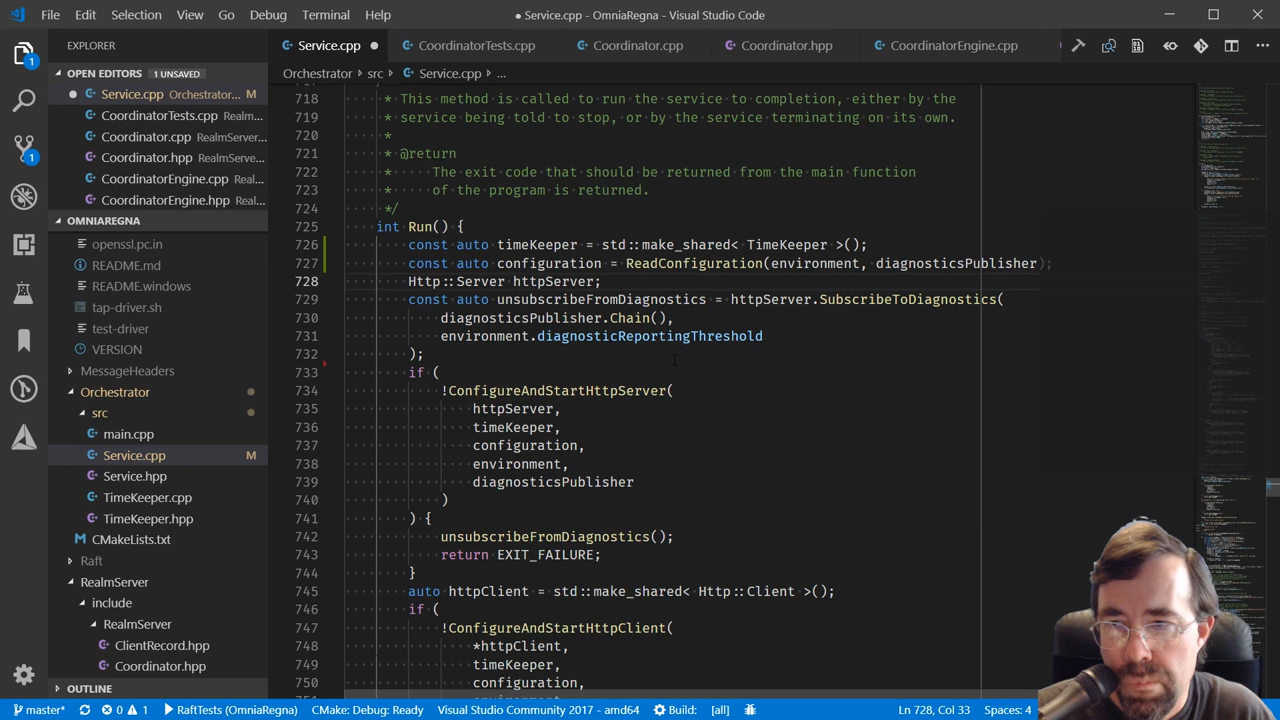 File Edit Selection View Go Debug Terminal Help
● Service.cpp - OmniaRegna - Visual Studio Code
EXPLORER
Service.cpp CoordinatorTests.cpp Coordinator.cpp Coordinator.hpp CoordinatorEngine.cpp
Orchestrator › src › Service.cpp › ...
OPEN EDITORS 1 UNSAVED
Service.cpp Orchestrator... M
CoordinatorTests.cpp Realm...
Coordinator.cpp RealmServer...
Coordinator.hpp RealmServe...
CoordinatorEngine.cpp Real...
CoordinatorEngine.hpp Real...
OMNIAREGNA
openssl.pc.in
README.md
README.windows
tap-driver.sh
test-driver
VERSION
MessageHeaders
Orchestrator
src
main.cpp
Service.cpp M
Service.hpp
TimeKeeper.cpp
TimeKeeper.hpp
CMakeLists.txt
Raft
RealmServer
include
RealmServer
ClientRecord.hpp
Coordinator.hpp
OUTLINE
718 * This method is called to run the service to completion, either by the
719 * service being told to stop, or by the service terminating on its own.
720 *
721 * @return
722 * The exit code that should be returned from the main function
723 * of the program is returned.
724 */
725 int Run() {
726 const auto timeKeeper = std::make_shared< TimeKeeper >();
727 const auto configuration = ReadConfiguration(environment, diagnosticsPublisher);
728 Http::Server httpServer;
729 const auto unsubscribeFromDiagnostics = httpServer.SubscribeToDiagnostics(
730 diagnosticsPublisher.Chain(),
731 environment.diagnosticReportingThreshold
732 );
733 if (
734 !ConfigureAndStartHttpServer(
735 httpServer,
736 timeKeeper,
737 configuration,
738 environment,
739 diagnosticsPublisher
740 )
741 ) {
742 unsubscribeFromDiagnostics();
743 return EXIT_FAILURE;
744 }
745 auto httpClient = std::make_shared< Http::Client >();
746 if (
747 !ConfigureAndStartHttpClient(
748 *httpClient,
749 timeKeeper,
750 configuration,
master* 0 1 RaftTests (OmniaRegna) CMake: Debug: Ready Visual Studio Community 2017 - amd64 Build: [all] Ln 728, Col 33 Spaces: 4